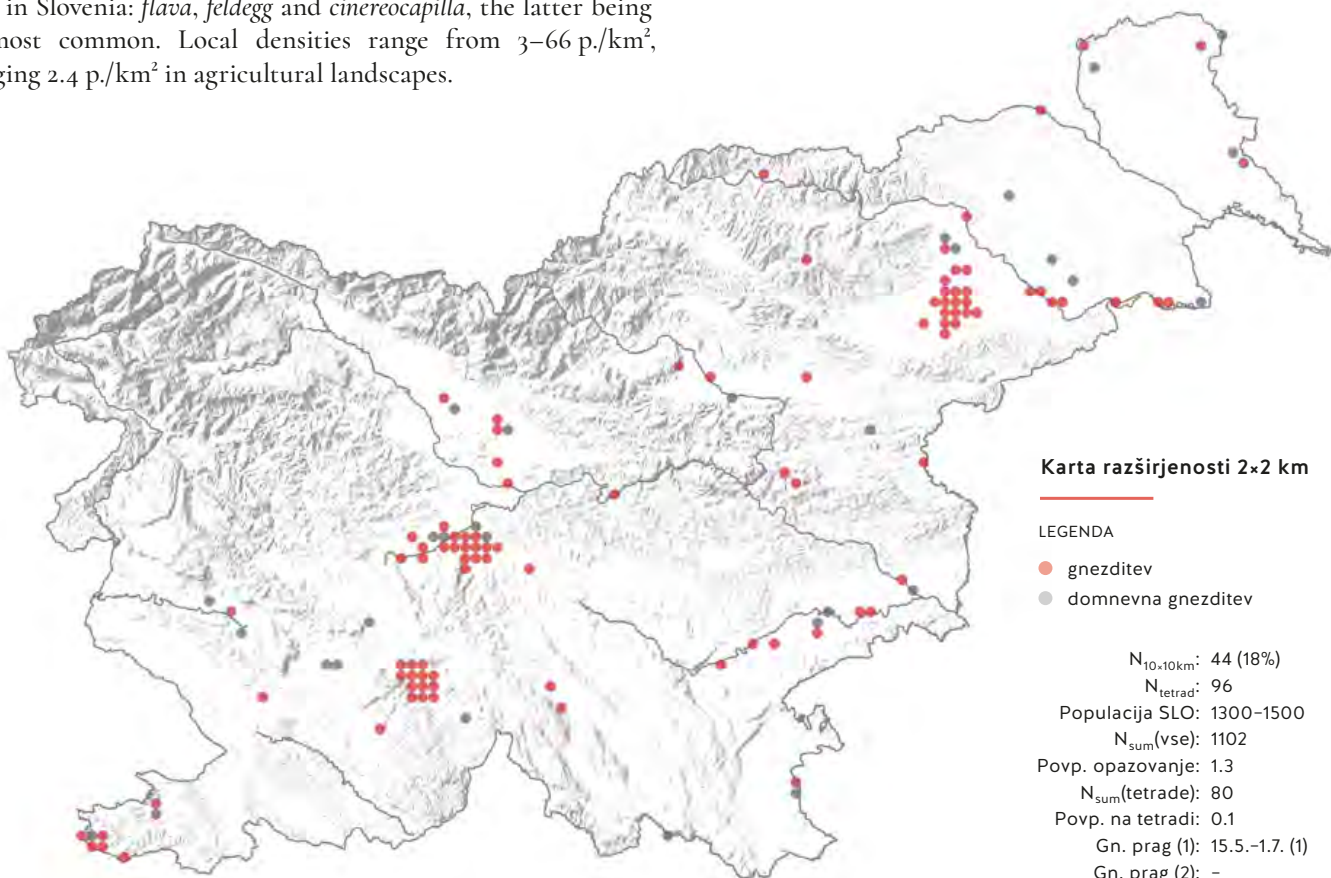 in Slovenia: flava, feldegg and cinereocapilla, the latter being
most common. Local densities range from 3–66 p./km²,
ging 2.4 p./km² in agricultural landscapes.
Karta razširjenosti 2×2 km
LEGENDA
gnezditev
domnevna gnezditev
N10×10km: 44 (18%)
Ntetrad: 96
Populacija SLO: 1300–1500
Nsum(vse): 1102
Povp. opazovanje: 1.3
Nsum(tetrade): 80
Povp. na tetradi: 0.1
Gn. prag (1): 15.5.–1.7. (1)
Gn. prag (2): –